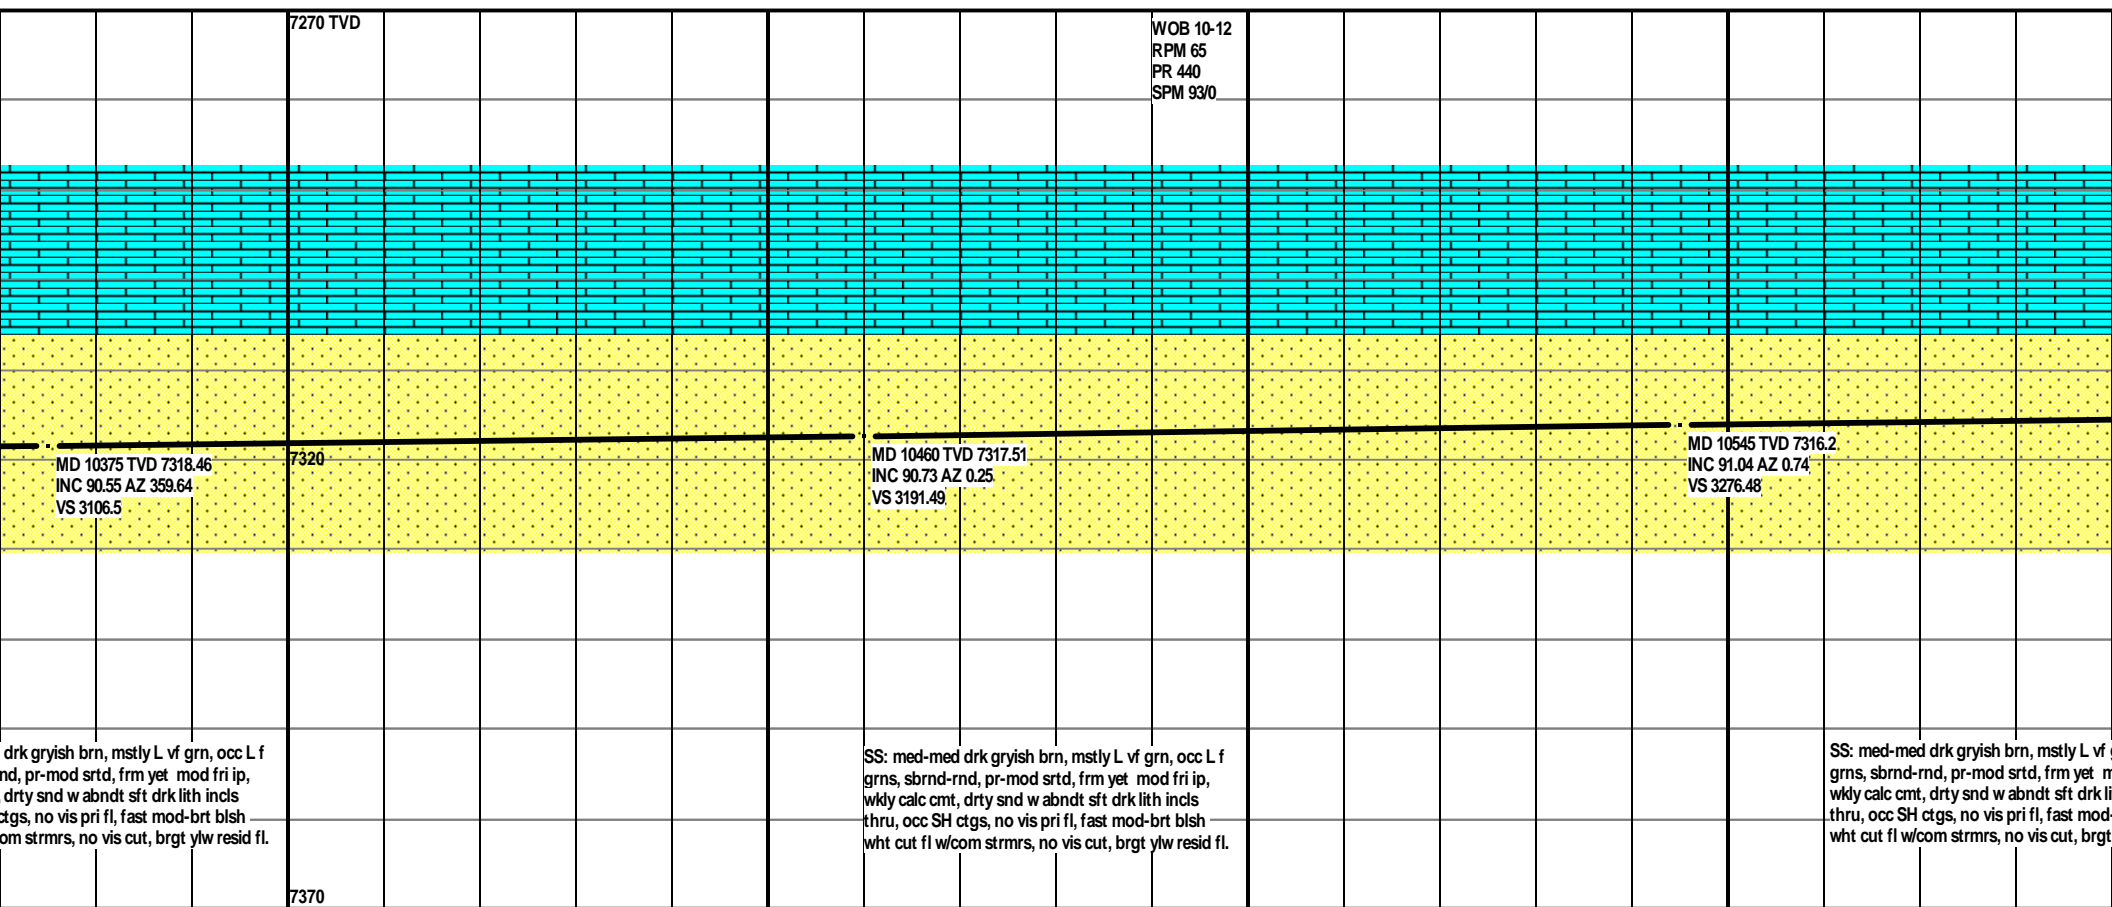 7270 TVD
WOB 10-12
RPM 65
PR 440
SPM 93/0
MD 10375 TVD 7318.46
INC 90.55 AZ 359.64
VS 3106.5
7320
MD 10460 TVD 7317.51
INC 90.73 AZ 0.25
VS 3191.49
MD 10545 TVD 7316.2
INC 91.04 AZ 0.74
VS 3276.48
drk gryish brn, mstly L vf grn, occ L f
nd, pr-mod srtd, frm yet mod fri ip,
drty snd w abndt sft drk lith incls
ctgs, no vis pri fl, fast mod-brt blsh
om strmrs, no vis cut, brgt ylw resid fl.
SS: med-med drk gryish brn, mstly L vf grn, occ L f
grns, sbrnd-rnd, pr-mod srtd, frm yet mod fri ip,
wkly calc cmt, drty snd w abndt sft drk lith incls
thru, occ SH ctgs, no vis pri fl, fast mod-brt blsh
wht cut fl w/com strmrs, no vis cut, brgt ylw resid fl.
SS: med-med drk gryish brn, mstly L vf
grns, sbrnd-rnd, pr-mod srtd, frm yet m
wkly calc cmt, drty snd w abndt sft drk li
thru, occ SH ctgs, no vis pri fl, fast mod-
wht cut fl w/com strmrs, no vis cut, brgt
7370